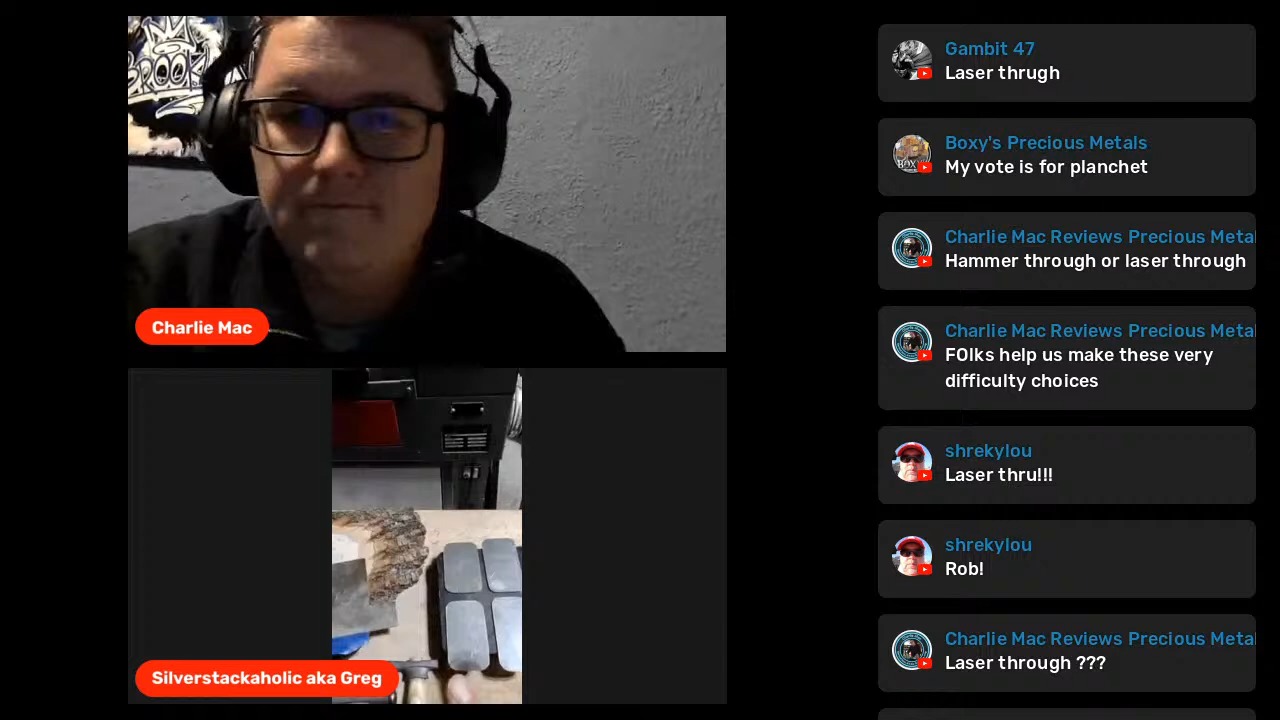 BROOK
Charlie Mac
Silverstackaholic aka Greg
Gambit 47
Laser thrugh
Boxy's Precious Metals
My vote is for planchet
Charlie Mac Reviews Precious Metal
Hammer through or laser through
Charlie Mac Reviews Precious Metal
FOlks help us make these very
difficulty choices
shrekylou
Laser thru!!!
shrekylou
Rob!
Charlie Mac Reviews Precious Metal
Laser through ???